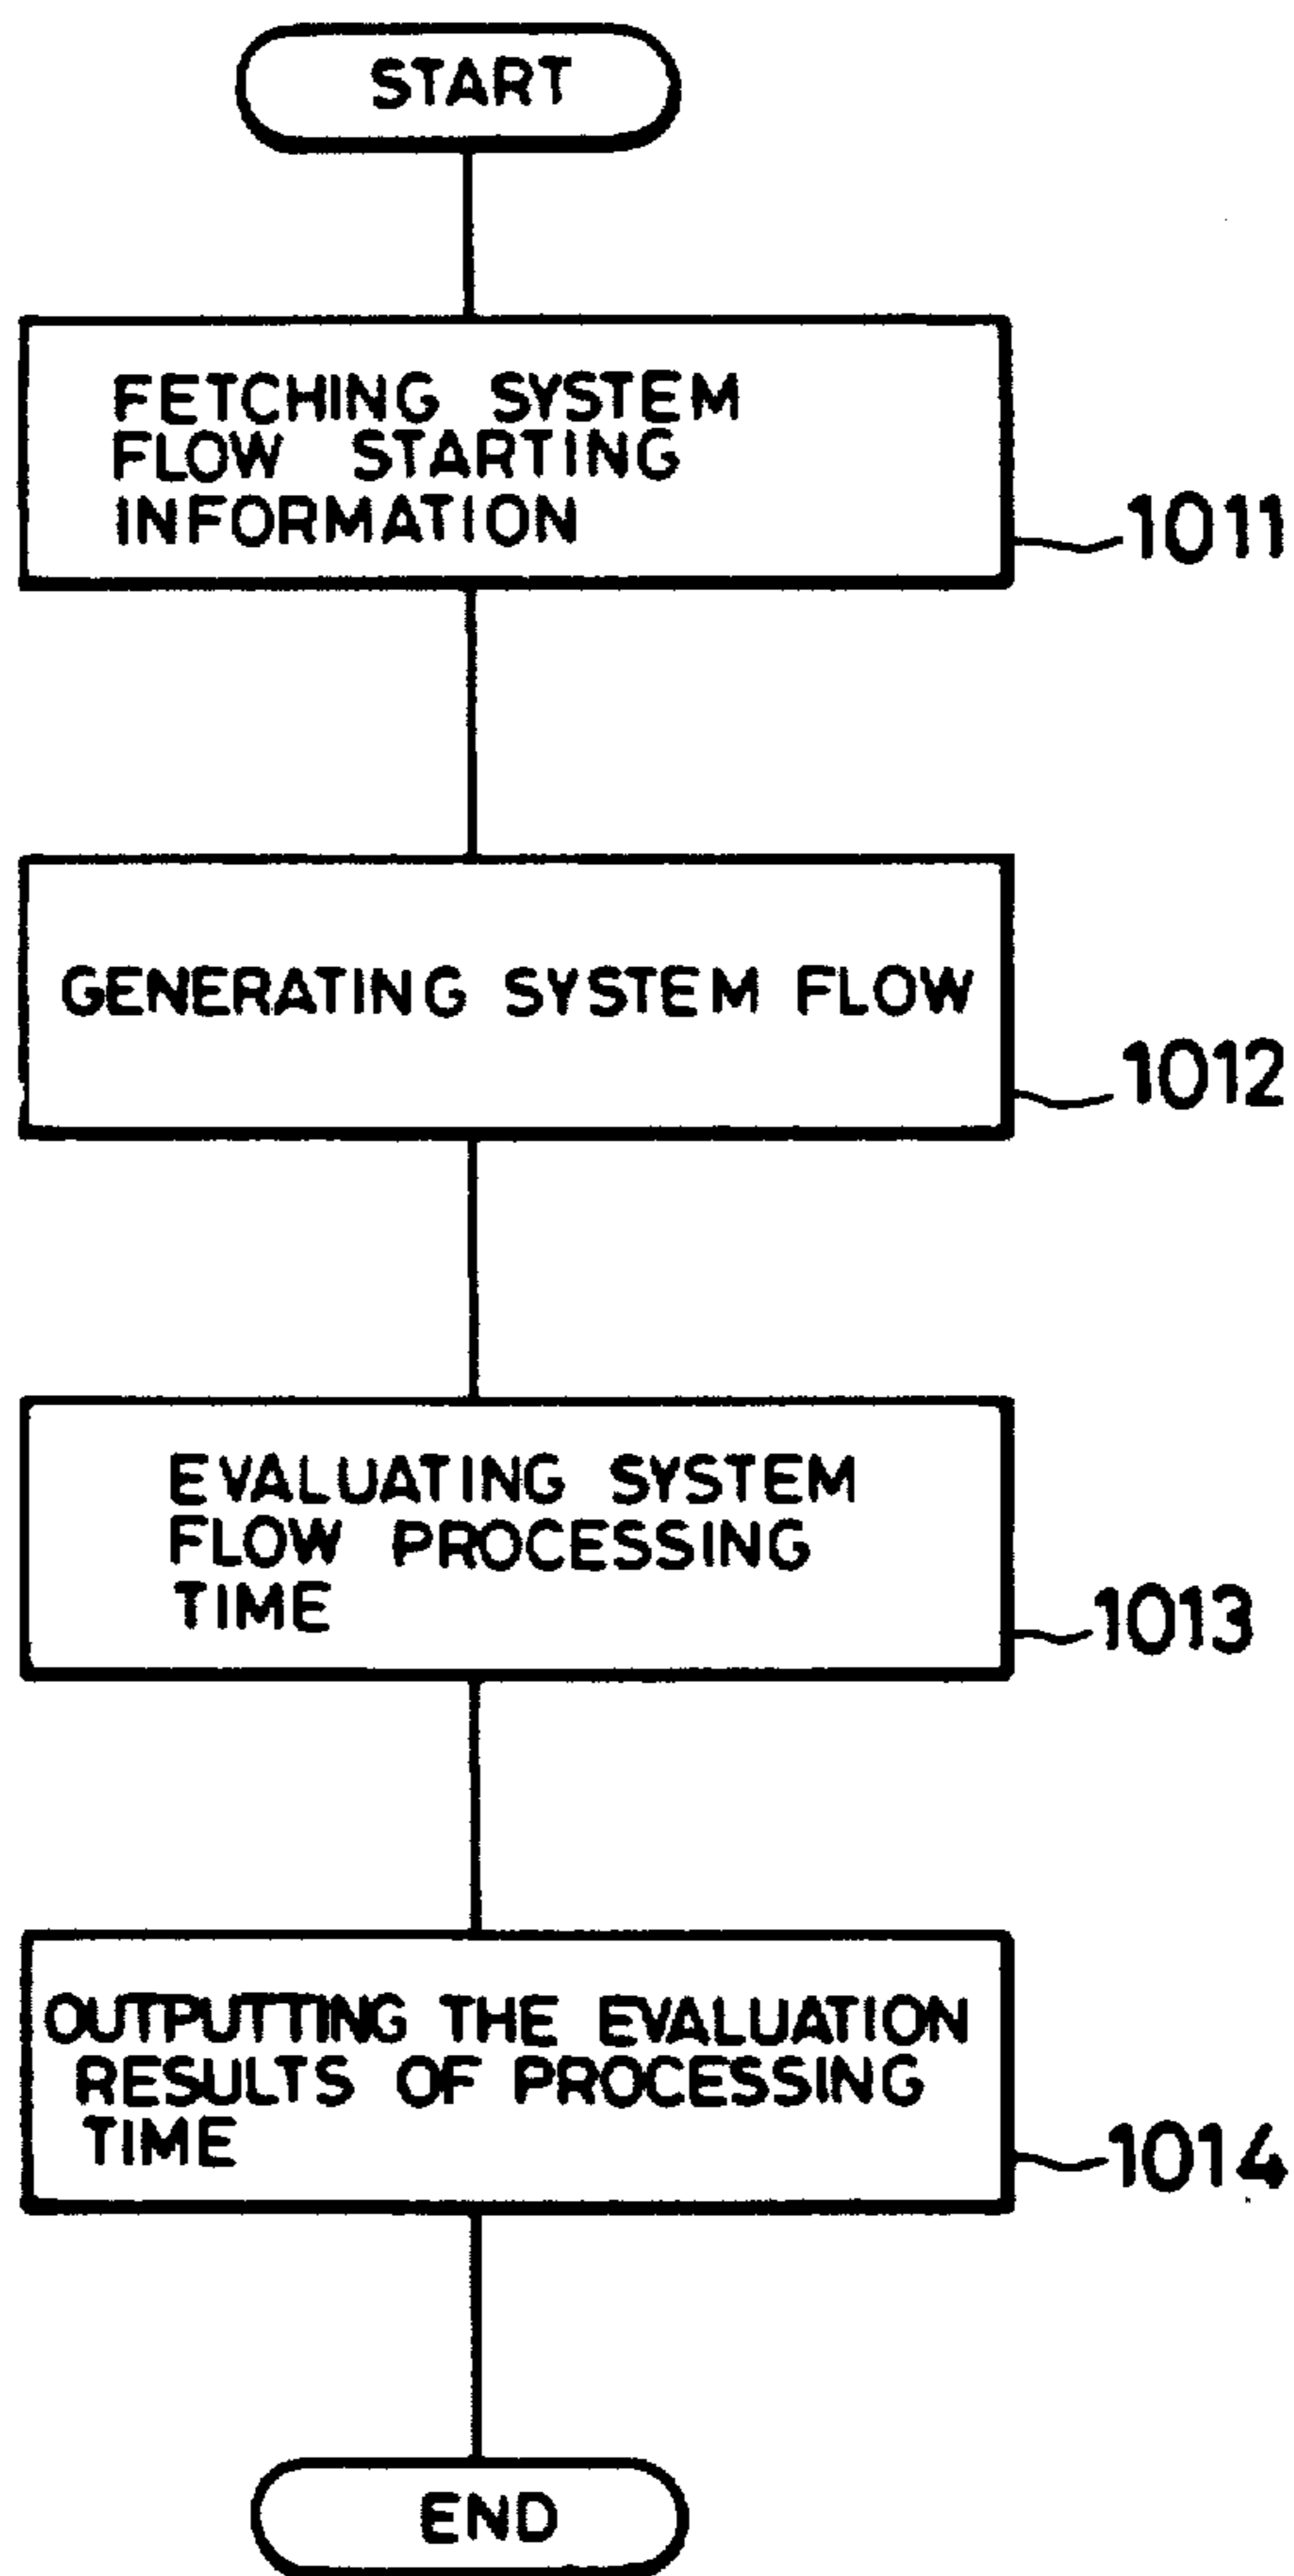 START
FETCHING SYSTEM
FLOW STARTING
INFORMATION
1011
GENERATING SYSTEM FLOW
1012
EVALUATING SYSTEM
FLOW PROCESSING
TIME
1013
OUTPUTTING THE EVALUATION
RESULTS OF PROCESSING
TIME
1014
END